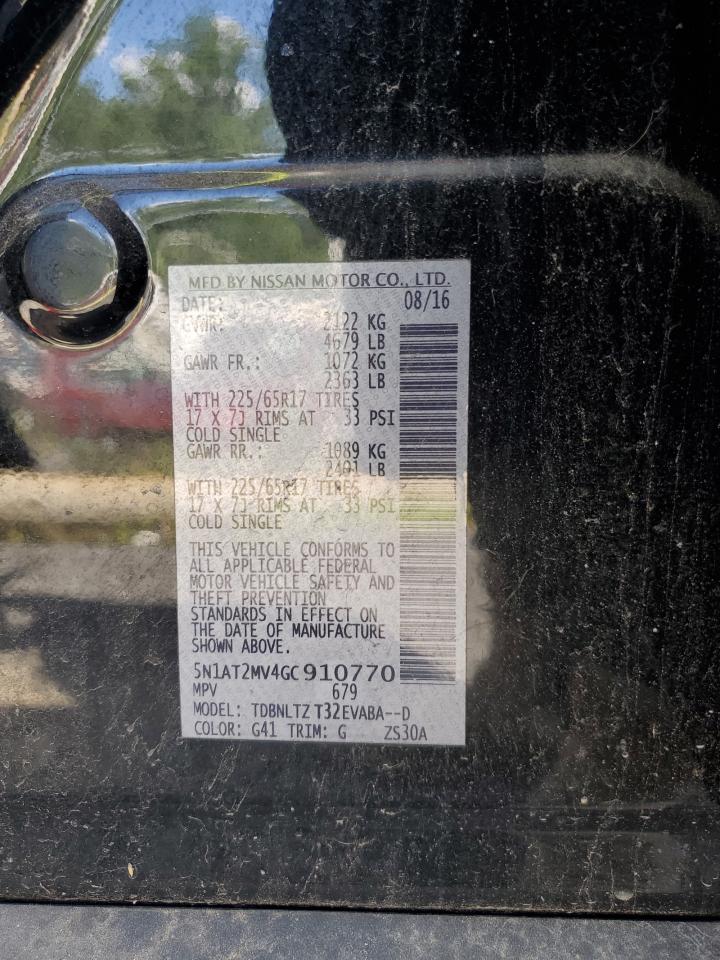 MFD BY NISSAN MOTOR CO., LTD.
DATE: 08/16
GVWR: 2122 KG
4679 LB
GAWR FR.: 1072 KG
2363 LB
WITH 225/65R17 TIRES
17 X 7J RIMS AT 33 PSI
COLD SINGLE
GAWR RR.: 1089 KG
2401 LB
WITH 225/65R17 TIRES
17 X 7J RIMS AT 33 PSI
COLD SINGLE
THIS VEHICLE CONFORMS TO
ALL APPLICABLE FEDERAL
MOTOR VEHICLE SAFETY AND
THEFT PREVENTION
STANDARDS IN EFFECT ON
THE DATE OF MANUFACTURE
SHOWN ABOVE.
5N1AT2MV4GC910770
MPV 679
MODEL: TDBNLTZ T32EVABA--D
COLOR: G41 TRIM: G ZS30A